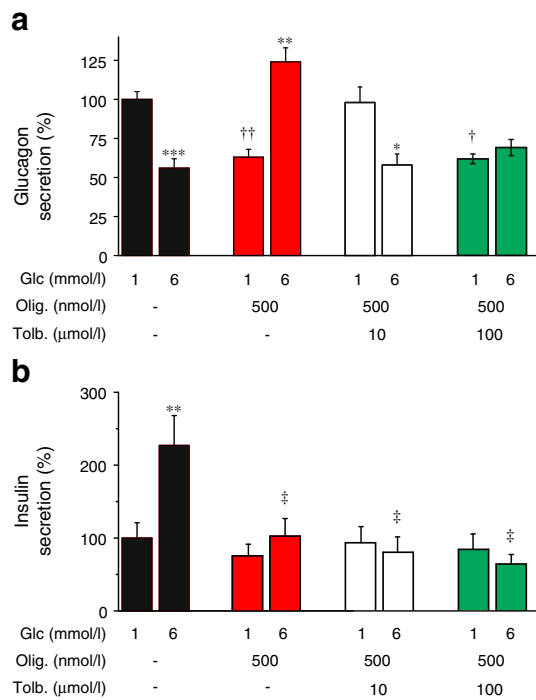 a
Glucagon
secretion (%)
125
100
75
50
25
0
***
††
**
*
†
Glc (mmol/l) 1 6 1 6 1 6 1 6
Olig. (nmol/l) - 500 500 500
Tolb. (μmol/l) - - 10 100
b
Insulin
secretion (%)
300
200
100
0
**
‡
‡
‡
Glc (mmol/l) 1 6 1 6 1 6 1 6
Olig. (nmol/l) - 500 500 500
Tolb. (μmol/l) - - 10 100